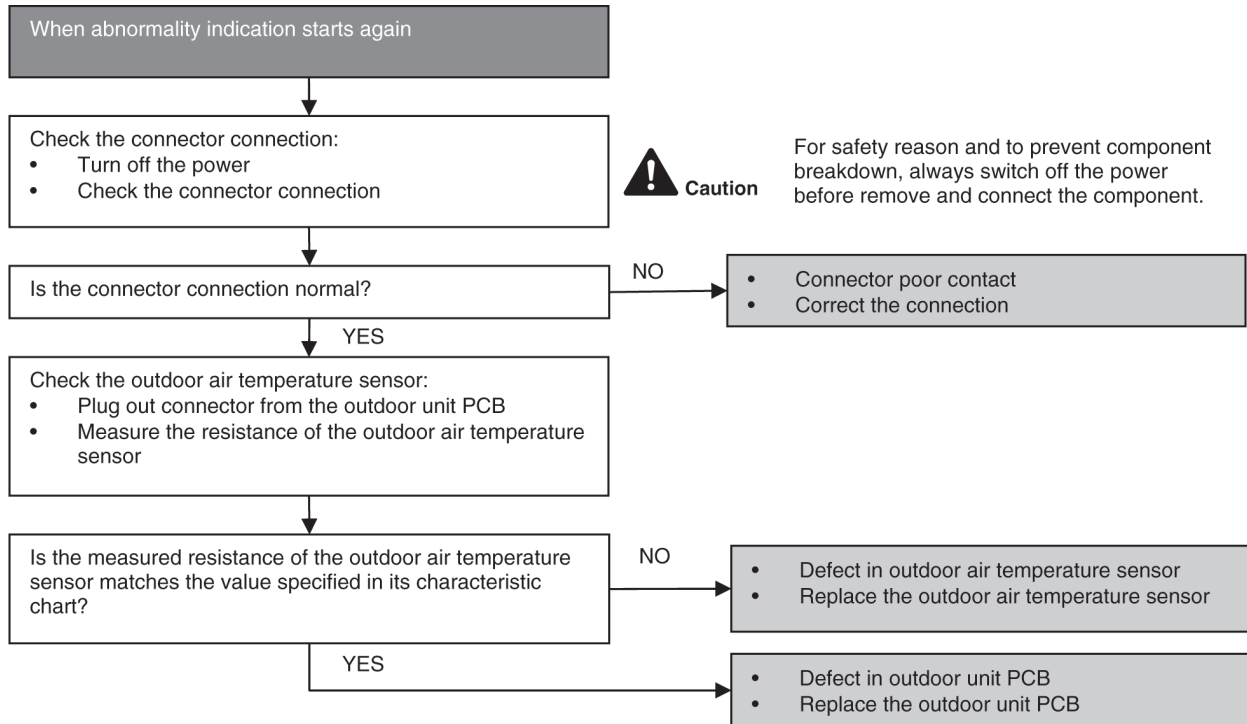 When abnormality indication starts again
Check the connector connection:
• Turn off the power
• Check the connector connection
Caution
For safety reason and to prevent component
breakdown, always switch off the power
before remove and connect the component.
Is the connector connection normal?
NO
• Connector poor contact
• Correct the connection
YES
Check the outdoor air temperature sensor:
• Plug out connector from the outdoor unit PCB
• Measure the resistance of the outdoor air temperature
sensor
Is the measured resistance of the outdoor air temperature
sensor matches the value specified in its characteristic
chart?
NO
• Defect in outdoor air temperature sensor
• Replace the outdoor air temperature sensor
YES
• Defect in outdoor unit PCB
• Replace the outdoor unit PCB